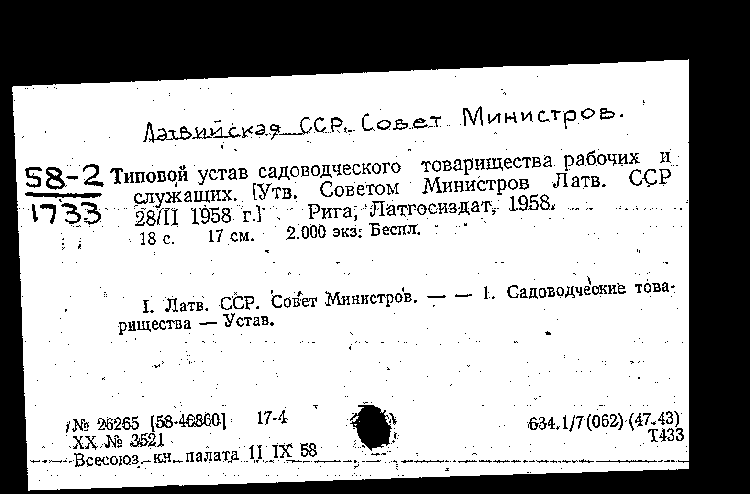 Латвийская ССР. Совет Министров.
58-2
1733
Типовой устав садоводческого товарищества рабочих и
служащих. [Утв. Советом Министров Латв. ССР
28/II 1958 г.] Рига, Латгосиздат, 1958.
18 с. 17 см. 2.000 экз. Беспл.
I. Латв. ССР. Совет Министров. — — 1. Садоводческие това-
рищества — Устав.
№ 26265 [58-46860] 17-4 634.1/7(062)(47.43)
XX № 3521 Т433
Всесоюз. кн. палата 11 IX 58